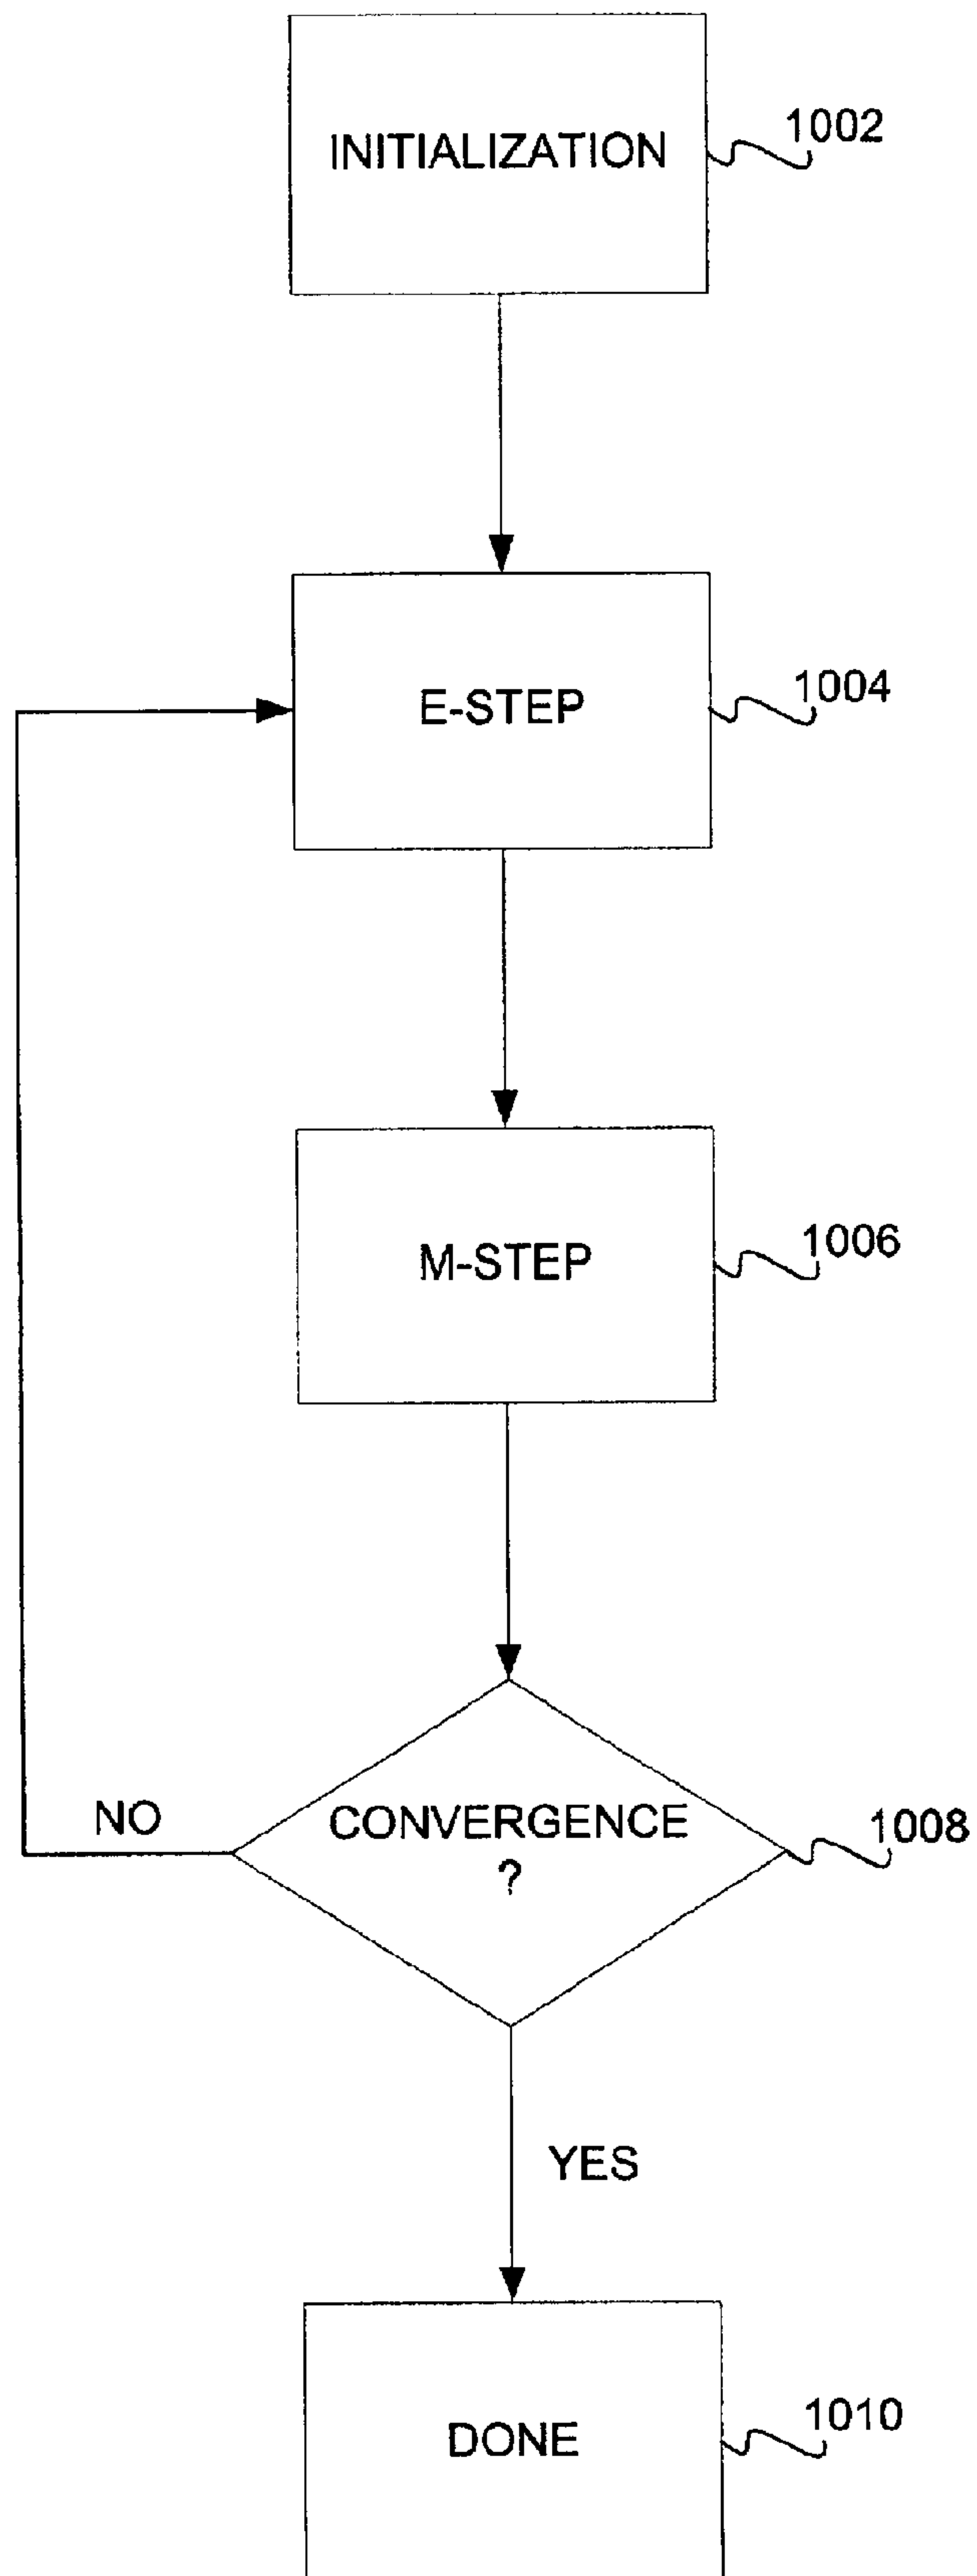 INITIALIZATION
1002
E-STEP
1004
M-STEP
1006
CONVERGENCE
?
1008
NO
YES
DONE
1010